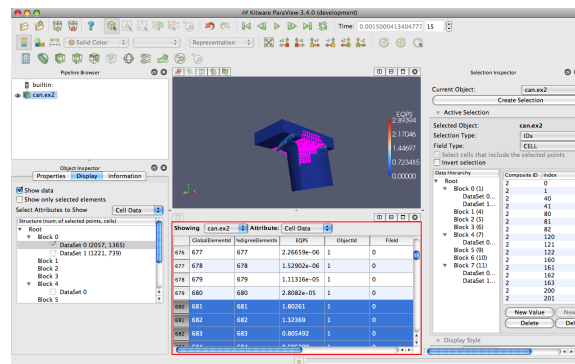 Kitware ParaView 3.4.0 (development)
Time: 0.0015000413404777 15
Solid Color
Representation
Pipeline Browser
builtin:
can.ex2
Object Inspector
Properties Display Information
Show data
Show only selected elements
Select Attributes to Show Cell Data
Structure (num. of selected points, cells)
Root
Block 0
DataSet 0 (2057, 1365)
DataSet 1 (1221, 739)
Block 1
Block 2
Block 3
Block 4
DataSet 0
Block 5
EQPS
2.89394
2.17046
1.44697
0.723485
0.00000
Showing can.ex2 Attribute: Cell Data
GlobalElementId PedigreeElementId EQPS ObjectId Field
676 677 677 2.26659e-06 1 0
677 678 678 1.52902e-06 1 0
678 679 679 1.11316e-05 1 0
679 680 680 2.8082e-05 1 0
680 681 681 1.80261 1 0
681 682 682 1.32369 1 0
682 683 683 0.805492 1 0
Selection Inspector
Current Object: can.ex2
Create Selection
Active Selection
Selected Object: can.ex2
Selection Type: IDs
Field Type: CELL
Select cells that include the selected points
Invert selection
Data Hierarchy
Root
Block 0 (1)
DataSet 0...
DataSet 1...
Block 1 (4)
Block 2 (5)
Block 3 (6)
Block 4 (7)
DataSet 0...
Block 5 (9)
Block 6 (10)
Block 7 (11)
DataSet 0...
DataSet 1...
Composite ID Index
2 0
2 1
2 40
2 41
2 80
2 81
2 82
2 120
2 121
2 122
2 160
2 161
2 162
2 163
2 200
2 201
New Value New
Delete Del
Display Style